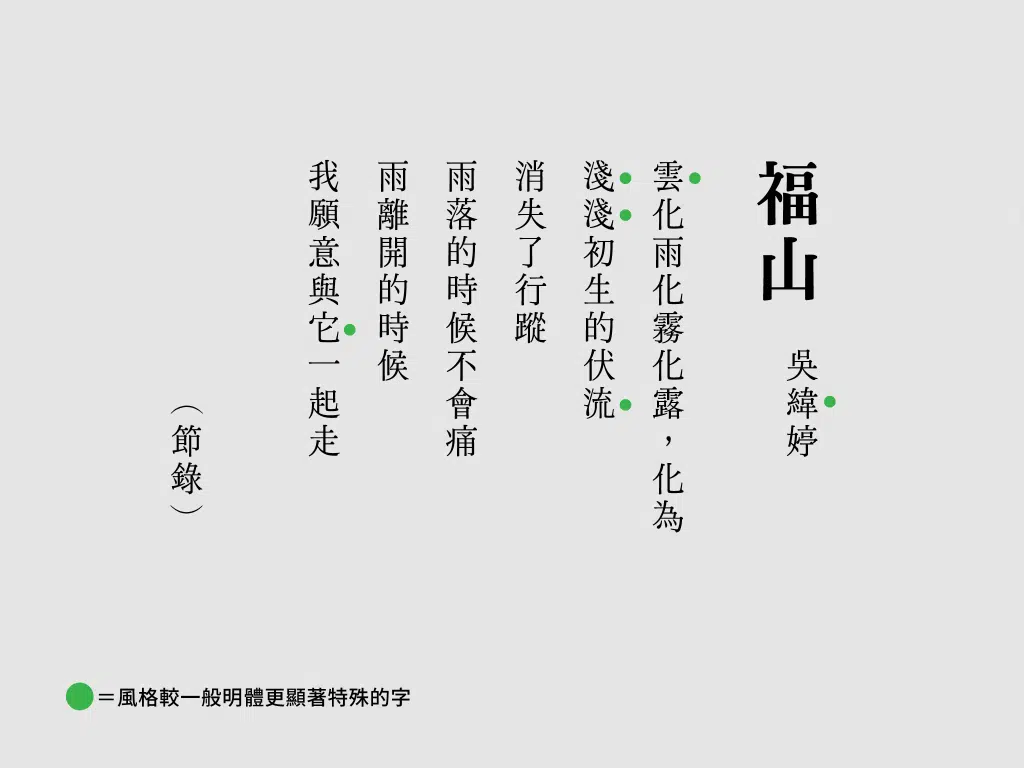 福山 吳緯婷
雲化雨化霧化露，化為
淺淺初生的伏流
消失了行蹤
雨落的時候不會痛
雨離開的時候
我願意與它一起走
（節錄）
＝風格較一般明體更顯著特殊的字